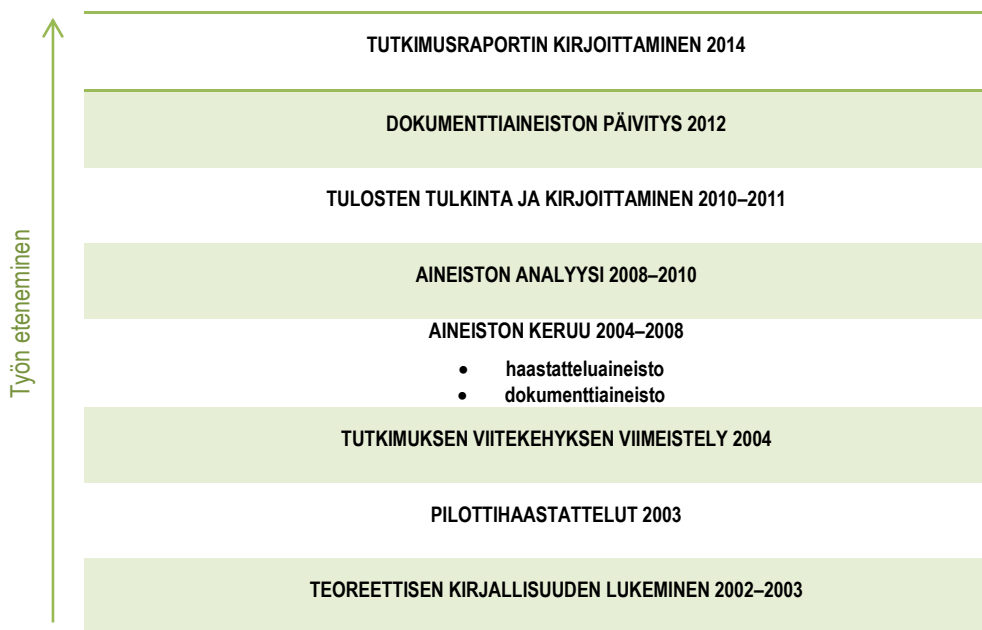 TUTKIMUSRAPORTIN KIRJOITTAMINEN 2014
DOKUMENTTIAINEISTON PÄIVITYS 2012
TULOSTEN TULKINTA JA KIRJOITTAMINEN 2010–2011
AINEISTON ANALYYSI 2008–2010
AINEISTON KERUU 2004–2008
• haastatteluaineisto
• dokumenttiaineisto
TUTKIMUKSEN VIITEKEHYKSEN VIIMEISTELY 2004
PILOTTIHAASTATTELUT 2003
TEOREETTISEN KIRJALLISUUDEN LUKEMINEN 2002–2003
Työn eteneminen